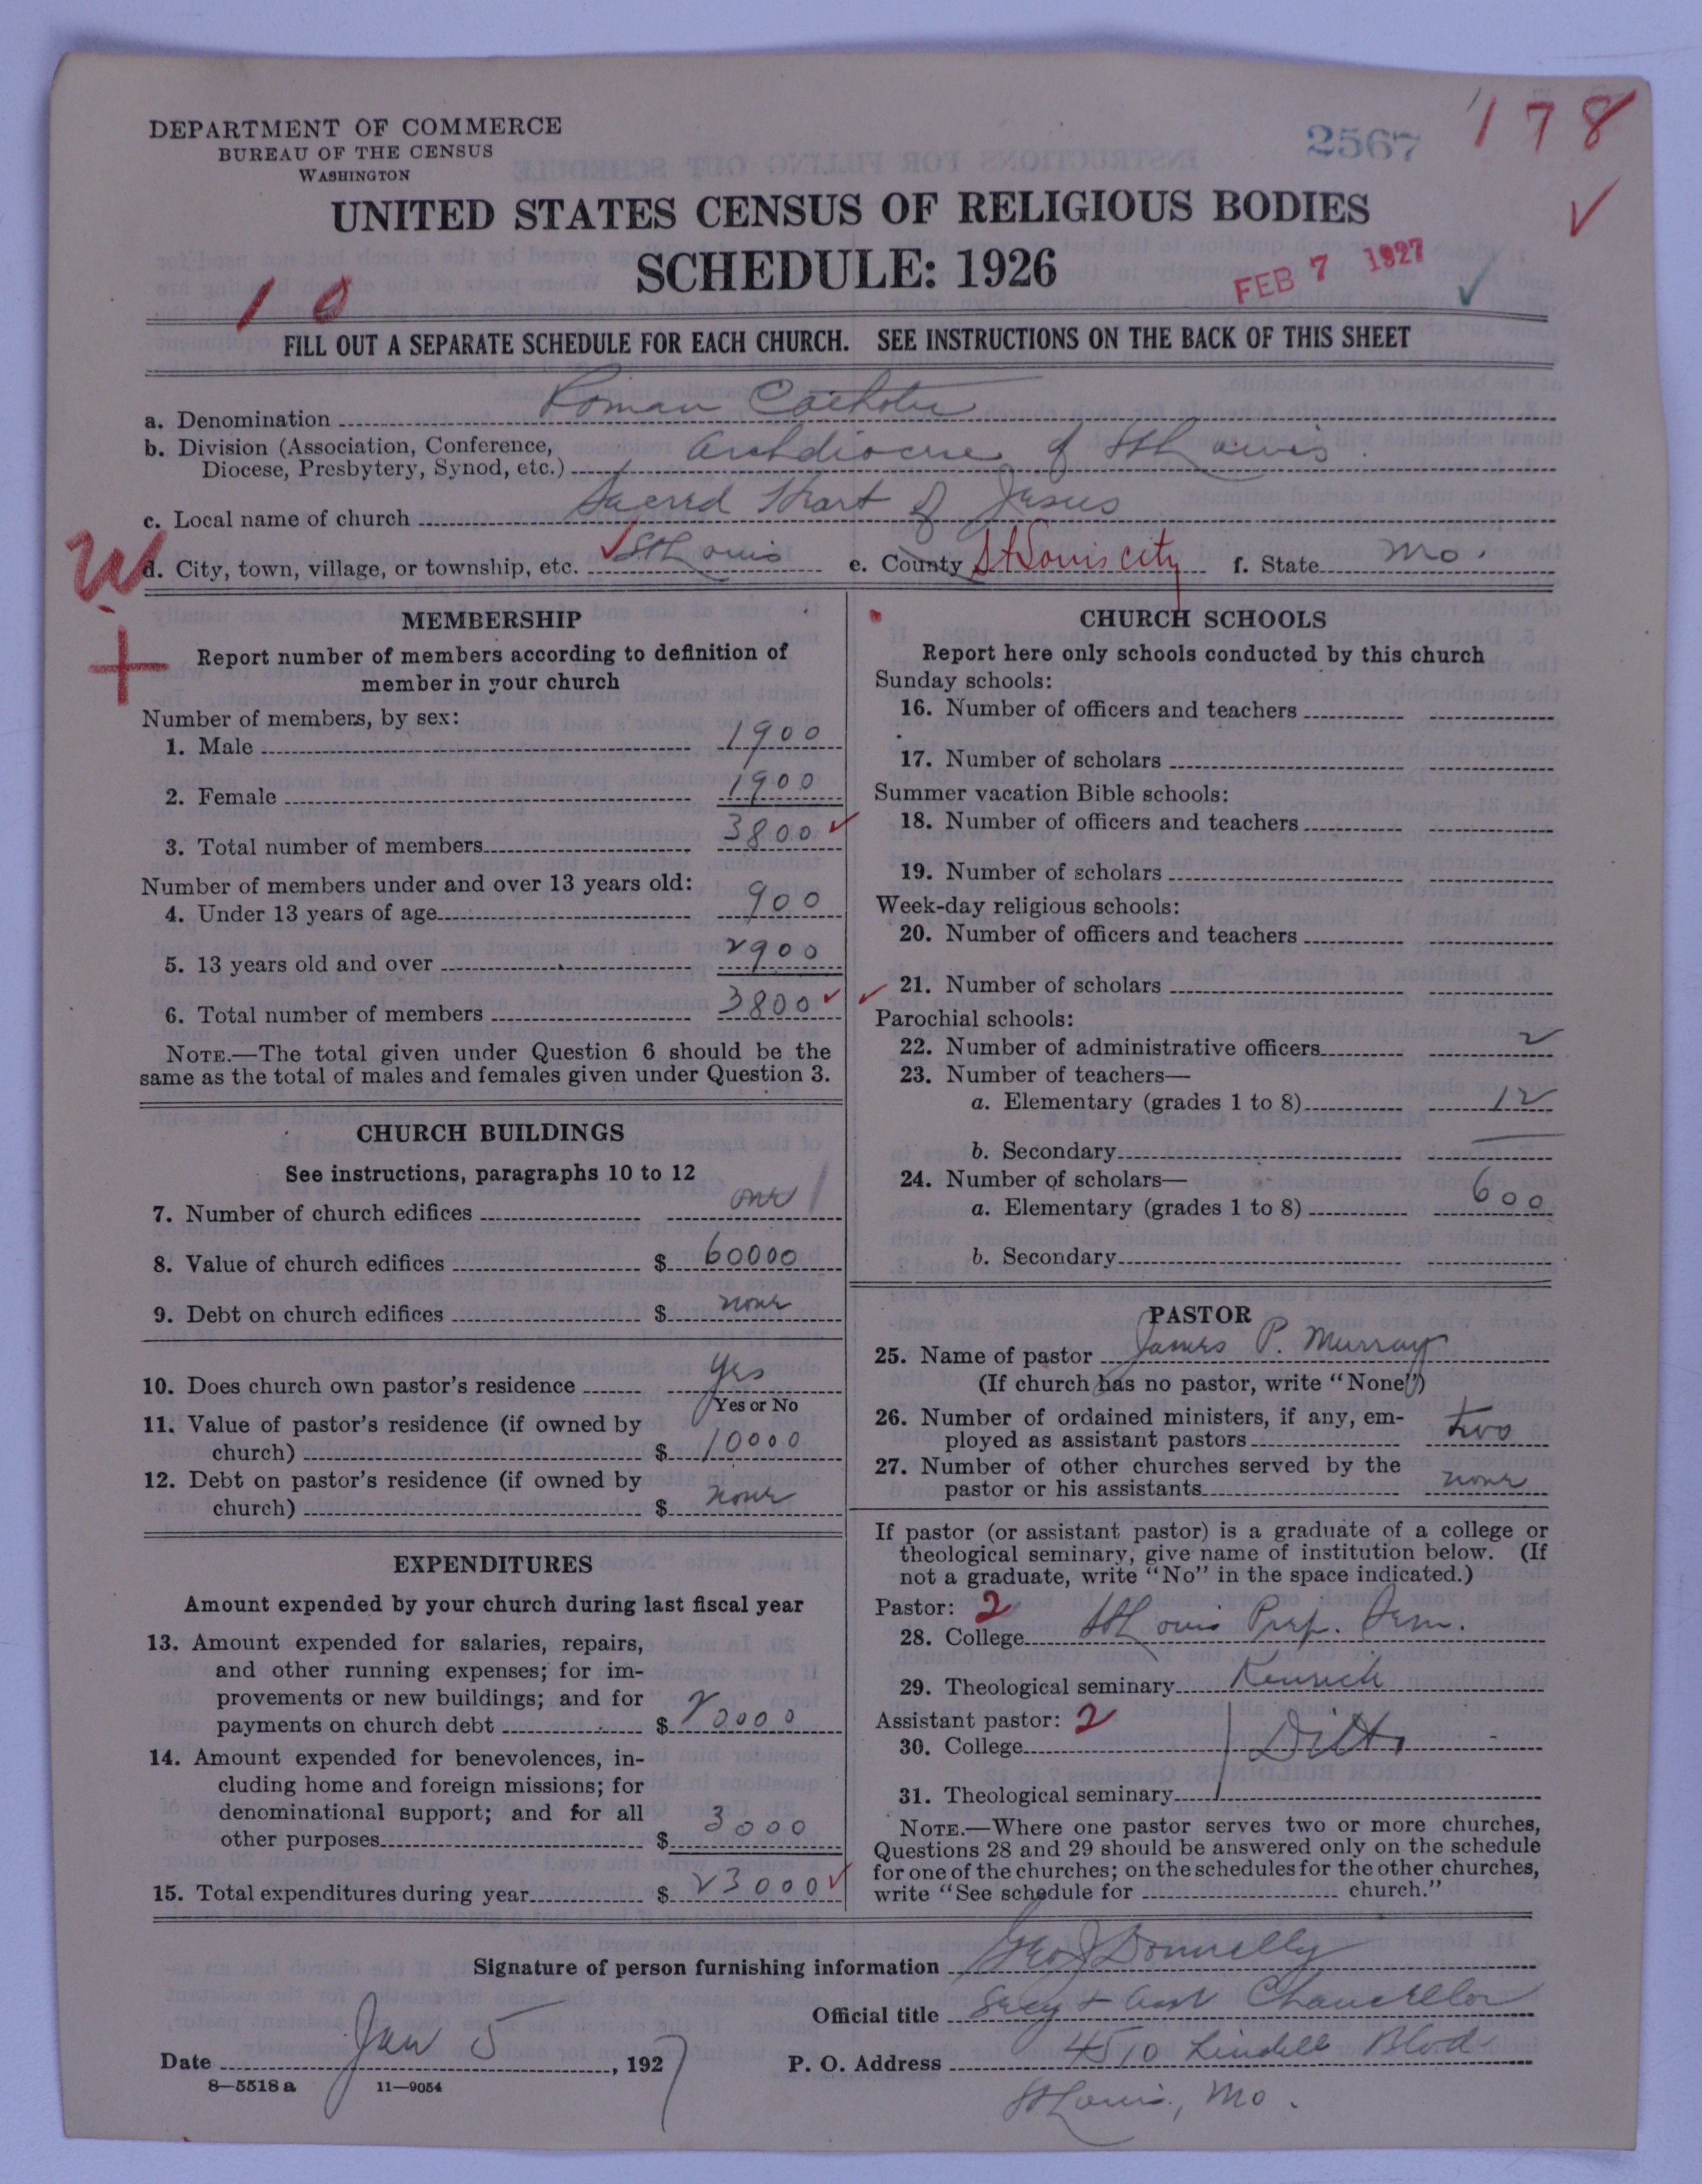 DEPARTMENT OF COMMERCE
BUREAU OF THE CENSUS
WASHINGTON
2567
178
UNITED STATES CENSUS OF RELIGIOUS BODIES
SCHEDULE: 1926
FEB 7 1927
10
FILL OUT A SEPARATE SCHEDULE FOR EACH CHURCH. SEE INSTRUCTIONS ON THE BACK OF THIS SHEET
a. Denomination Roman Catholic
b. Division (Association, Conference,
Diocese, Presbytery, Synod, etc.) Archdiocese of St Louis
c. Local name of church Sacred Heart of Jesus
W
d. City, town, village, or township, etc. St Louis e. County St Louis city f. State Mo.
+
MEMBERSHIP
Report number of members according to definition of
member in your church
Number of members, by sex:
1. Male 1900
2. Female 1900
3. Total number of members 3800
Number of members under and over 13 years old:
4. Under 13 years of age 900
5. 13 years old and over 2900
6. Total number of members 3800
NOTE.—The total given under Question 6 should be the
same as the total of males and females given under Question 3.
CHURCH BUILDINGS
See instructions, paragraphs 10 to 12
7. Number of church edifices one 1
8. Value of church edifices $ 60000
9. Debt on church edifices $ none
10. Does church own pastor's residence Yes
Yes or No
11. Value of pastor's residence (if owned by
church) $ 10000
12. Debt on pastor's residence (if owned by
church) $ none
EXPENDITURES
Amount expended by your church during last fiscal year
13. Amount expended for salaries, repairs,
and other running expenses; for im-
provements or new buildings; and for
payments on church debt $ 20000
14. Amount expended for benevolences, in-
cluding home and foreign missions; for
denominational support; and for all
other purposes $ 3000
15. Total expenditures during year $ 23000
CHURCH SCHOOLS
Report here only schools conducted by this church
Sunday schools:
16. Number of officers and teachers
17. Number of scholars
Summer vacation Bible schools:
18. Number of officers and teachers
19. Number of scholars
Week-day religious schools:
20. Number of officers and teachers
21. Number of scholars
Parochial schools:
22. Number of administrative officers 2
23. Number of teachers—
a. Elementary (grades 1 to 8) 12
b. Secondary
24. Number of scholars—
a. Elementary (grades 1 to 8) 600
b. Secondary
PASTOR
25. Name of pastor James P. Murray
(If church has no pastor, write "None")
26. Number of ordained ministers, if any, em-
ployed as assistant pastors two
27. Number of other churches served by the
pastor or his assistants none
If pastor (or assistant pastor) is a graduate of a college or
theological seminary, give name of institution below. (If
not a graduate, write "No" in the space indicated.)
Pastor: 2
28. College St Louis Prep. Sem.
29. Theological seminary Kenrick
Assistant pastor: 2
30. College Ditto
31. Theological seminary
NOTE.—Where one pastor serves two or more churches,
Questions 28 and 29 should be answered only on the schedule
for one of the churches; on the schedules for the other churches,
write "See schedule for church."
Signature of person furnishing information Geo J Donnelly
Official title Secy & Asst Chancellor
Date Jan 5, 1927 P. O. Address 4510 Lindell Blvd
8—5518 a 11—9054
St Louis, Mo.